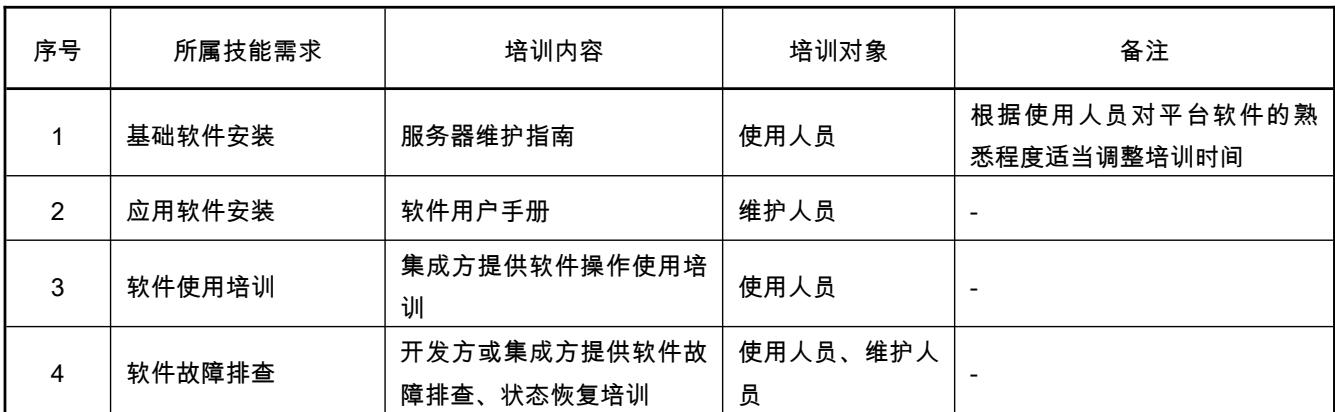 序号 所属技能需求 培训内容 培训对象 备注
1 基础软件安装 服务器维护指南 使用人员 根据使用人员对平台软件的熟
悉程度适当调整培训时间
2 应用软件安装 软件用户手册 维护人员 -
3 软件使用培训 集成方提供软件操作使用培
训 使用人员 -
4 软件故障排查 开发方或集成方提供软件故
障排查、状态恢复培训 使用人员、维护人
员 -